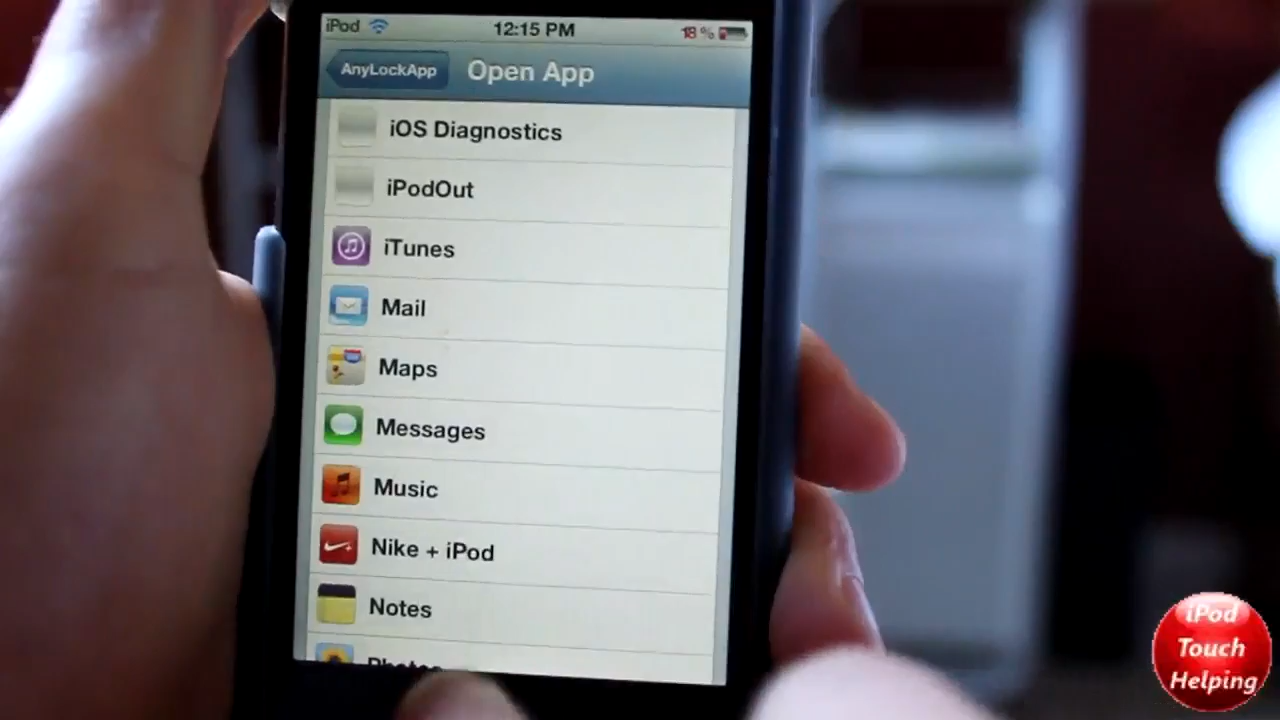 iPod 12:15 PM 18 %
AnyLockApp Open App
iOS Diagnostics
iPodOut
iTunes
Mail
Maps
Messages
Music
Nike + iPod
Notes
Photos
iPod
Touch
Helping